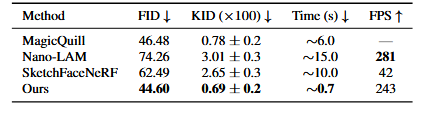 Method FID ↓ KID (×100) ↓ Time (s) ↓ FPS ↑
MagicQuill 46.48 0.78 ± 0.2 ∼6.0 —
Nano-LAM 74.26 3.01 ± 0.3 ∼15.0 281
SketchFaceNeRF 62.49 2.65 ± 0.3 ∼10.0 42
Ours 44.60 0.69 ± 0.2 ∼0.7 243